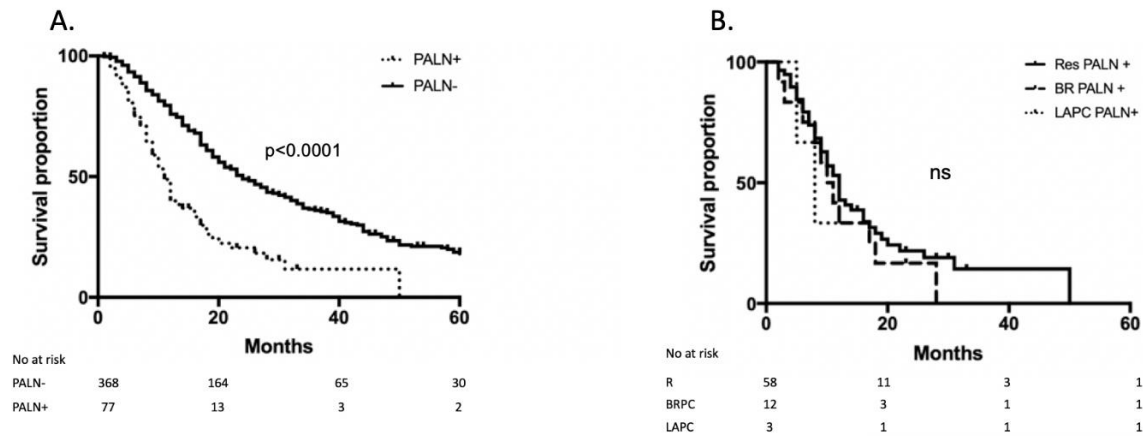 A.
100
50
0
Survival proportion
PALN+
PALN-
p<0.0001
0 20 40 60
Months
No at risk
PALN- 368 164 65 30
PALN+ 77 13 3 2
B.
100
50
0
Survival proportion
Res PALN +
BR PALN +
LAPC PALN+
ns
0 20 40 60
Months
No at risk
R 58 11 3 1
BRPC 12 3 1 1
LAPC 3 1 1 1